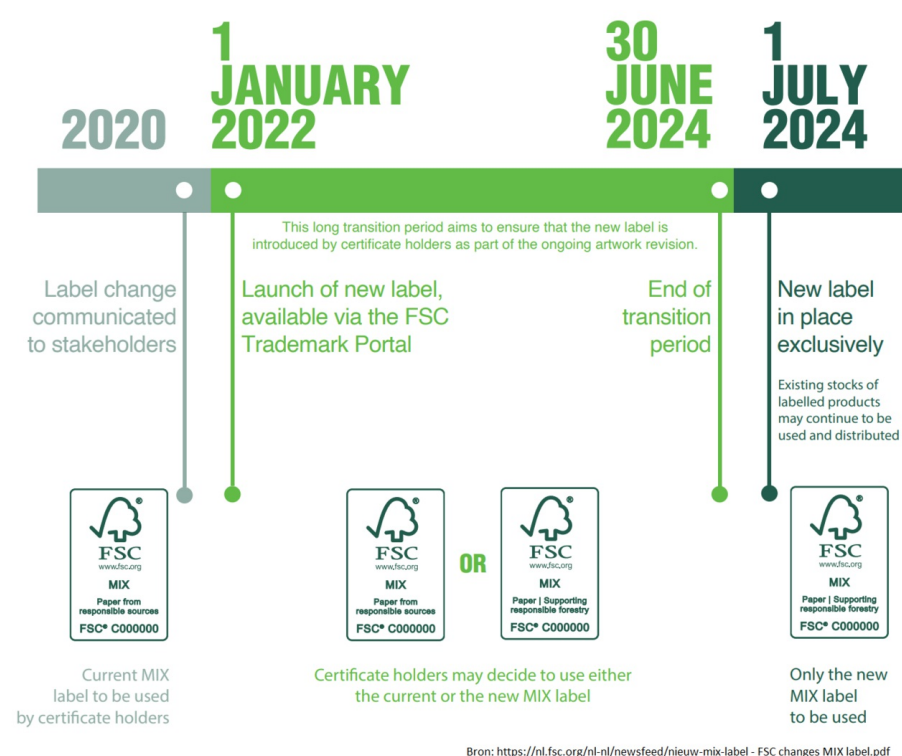 2020
1
JANUARY
2022
30
JUNE
2024
1
JULY
2024
This long transition period aims to ensure that the new label is
introduced by certificate holders as part of the ongoing artwork revision.
Label change
communicated
to stakeholders
Launch of new label,
available via the FSC
Trademark Portal
End of
transition
period
New label
in place
exclusively
Existing stocks of
labelled products
may continue to be
used and distributed
®
FSC
www.fsc.org
MIX
Paper from
responsible sources
FSC® C000000
®
FSC
www.fsc.org
MIX
Paper from
responsible sources
FSC® C000000
OR
®
FSC
www.fsc.org
MIX
Paper | Supporting
responsible forestry
FSC® C000000
®
FSC
www.fsc.org
MIX
Paper | Supporting
responsible forestry
FSC® C000000
Current MIX
label to be used
by certificate holders
Certificate holders may decide to use either
the current or the new MIX label
Only the new
MIX label
to be used
Bron: https://nl.fsc.org/nl-nl/newsfeed/nieuw-mix-label - FSC changes MIX label.pdf